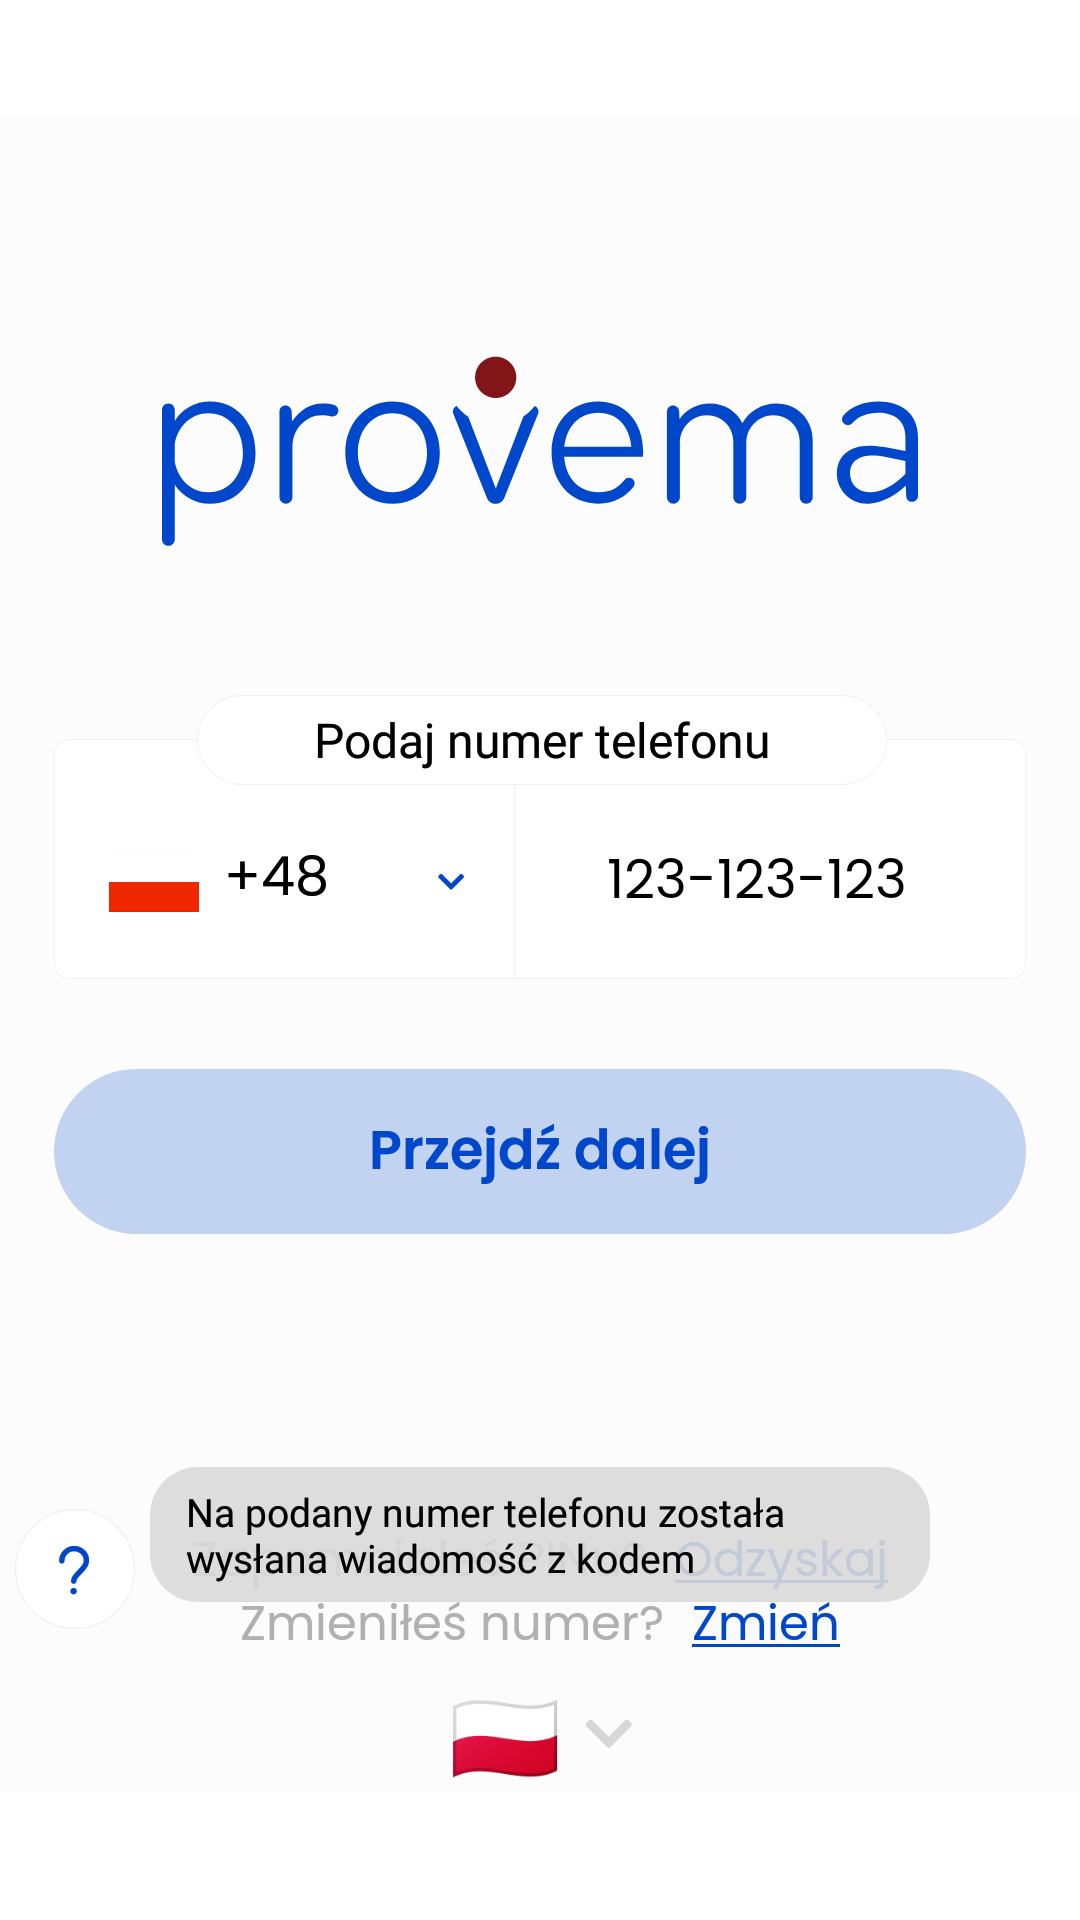 provema
Podaj numer telefonu
+48
123-123-123
Przejdź dalej
Na podany numer telefonu została
wysłana wiadomość z kodem
Odzyskaj
Zmieniłeś numer? Zmień
?